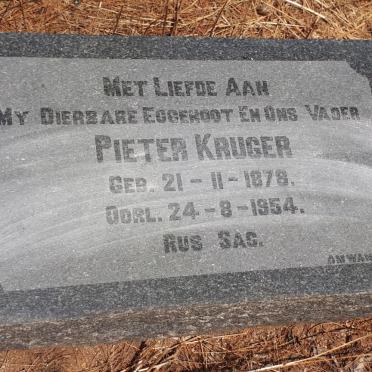 MET LIEFDE AAN
MY DIERBARE EGGENOOT EN ONS VADER
PIETER KRUGER
GEB. 21-11-1878.
OORL. 24-8-1954.
RUS SAG.